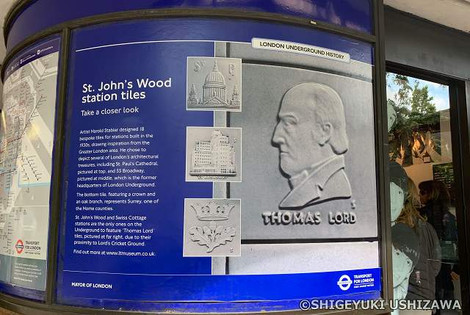 LONDON UNDERGROUND HISTORY
St. John's Wood
station tiles
Take a closer look
Artist Harold Stabler designed 18
bespoke tiles for stations built in the
1930s, drawing inspiration from the
Greater London area. He chose to
depict several of London's architectural
treasures, including St. Paul's Cathedral,
pictured at top, and 55 Broadway,
pictured at middle, which is the former
headquarters of London Underground.
The bottom tile, featuring a crown and
an oak branch, represents Surrey, one of
the Home counties.
St. John's Wood and Swiss Cottage
stations are the only ones on the
Underground to feature 'Thomas Lord'
tiles, pictured at far right, due to their
proximity to Lord's Cricket Ground.
Find out more at www.ltmuseum.co.uk.
THOMAS LORD
MAYOR OF LONDON
TRANSPORT
FOR LONDON
TRANSPORT
FOR LONDON
©SHIGEYUKI USHIZAWA